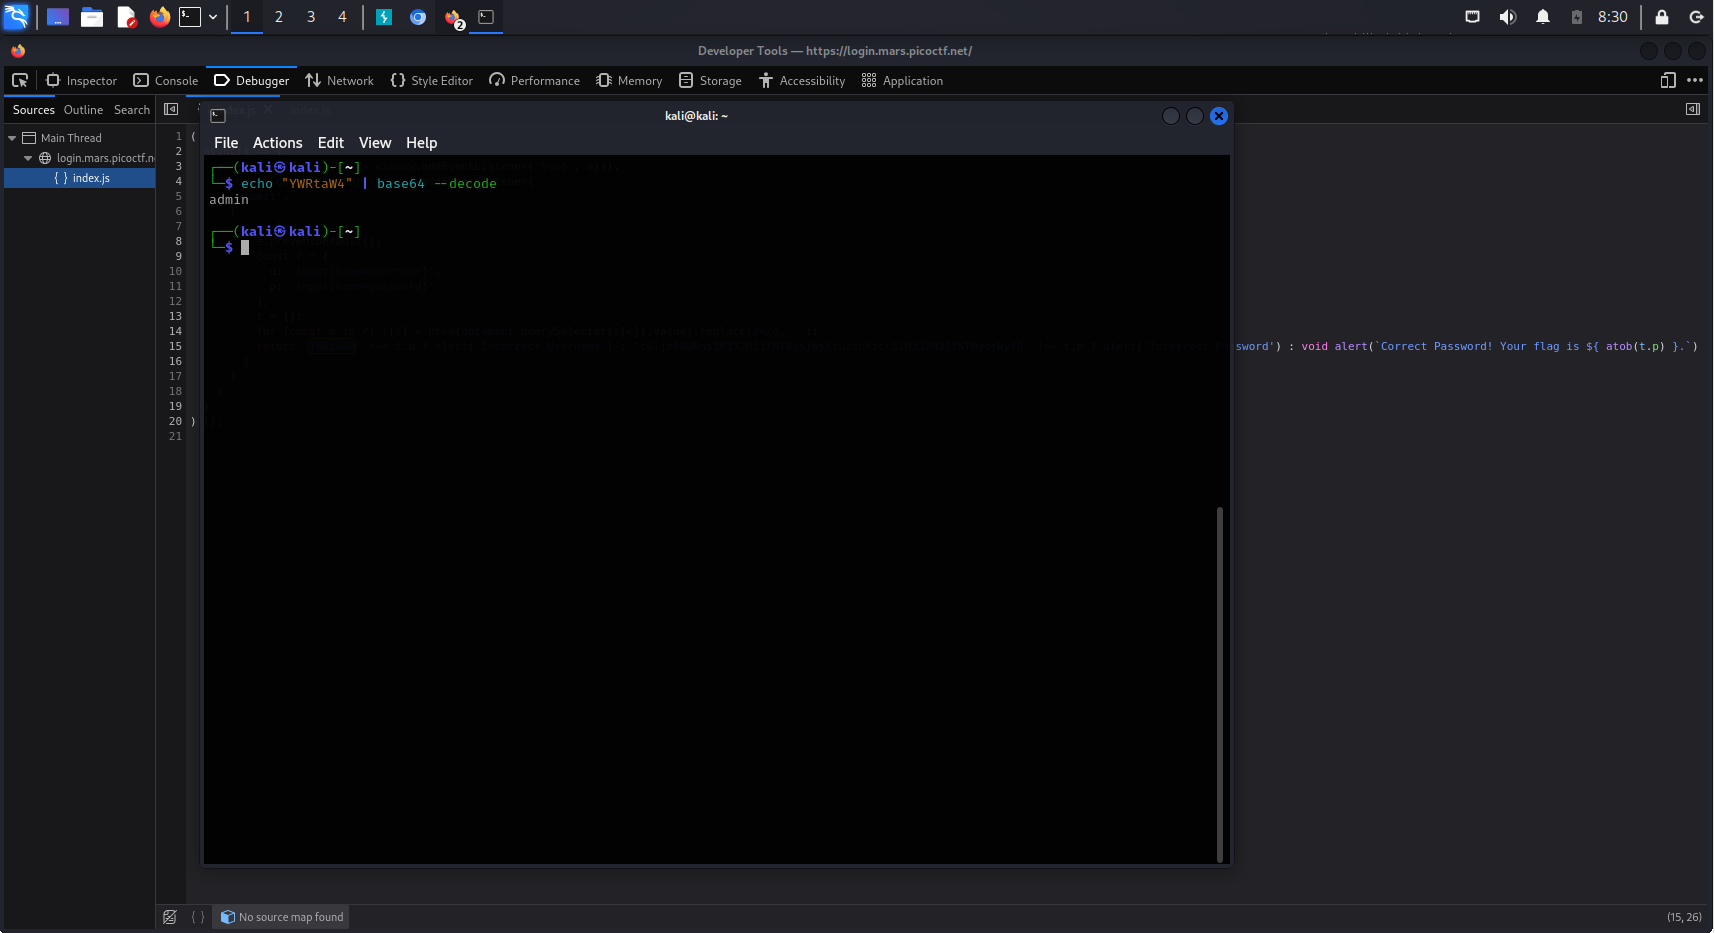 1 2 3 4 2 8:30
Developer Tools — https://login.mars.picoctf.net/
Inspector Console Debugger Network Style Editor Performance Memory Storage Accessibility Application
Sources Outline Search
kali@kali: ~
File Actions Edit View Help
Main Thread
login.mars.picoctf.n
{ } index.js
1 (
2
3
4
5
6
7
8
9
10
11
12
13
14
15 sword') : void alert(`Correct Password! Your flag is ${ atob(t.p) }.`)
16
17
18
19
20 )
21
┌──(kali㉿kali)-[~]
└─$ echo "YWRtaW4" | base64 --decode
admin
┌──(kali㉿kali)-[~]
└─$
{ } No source map found (15, 26)